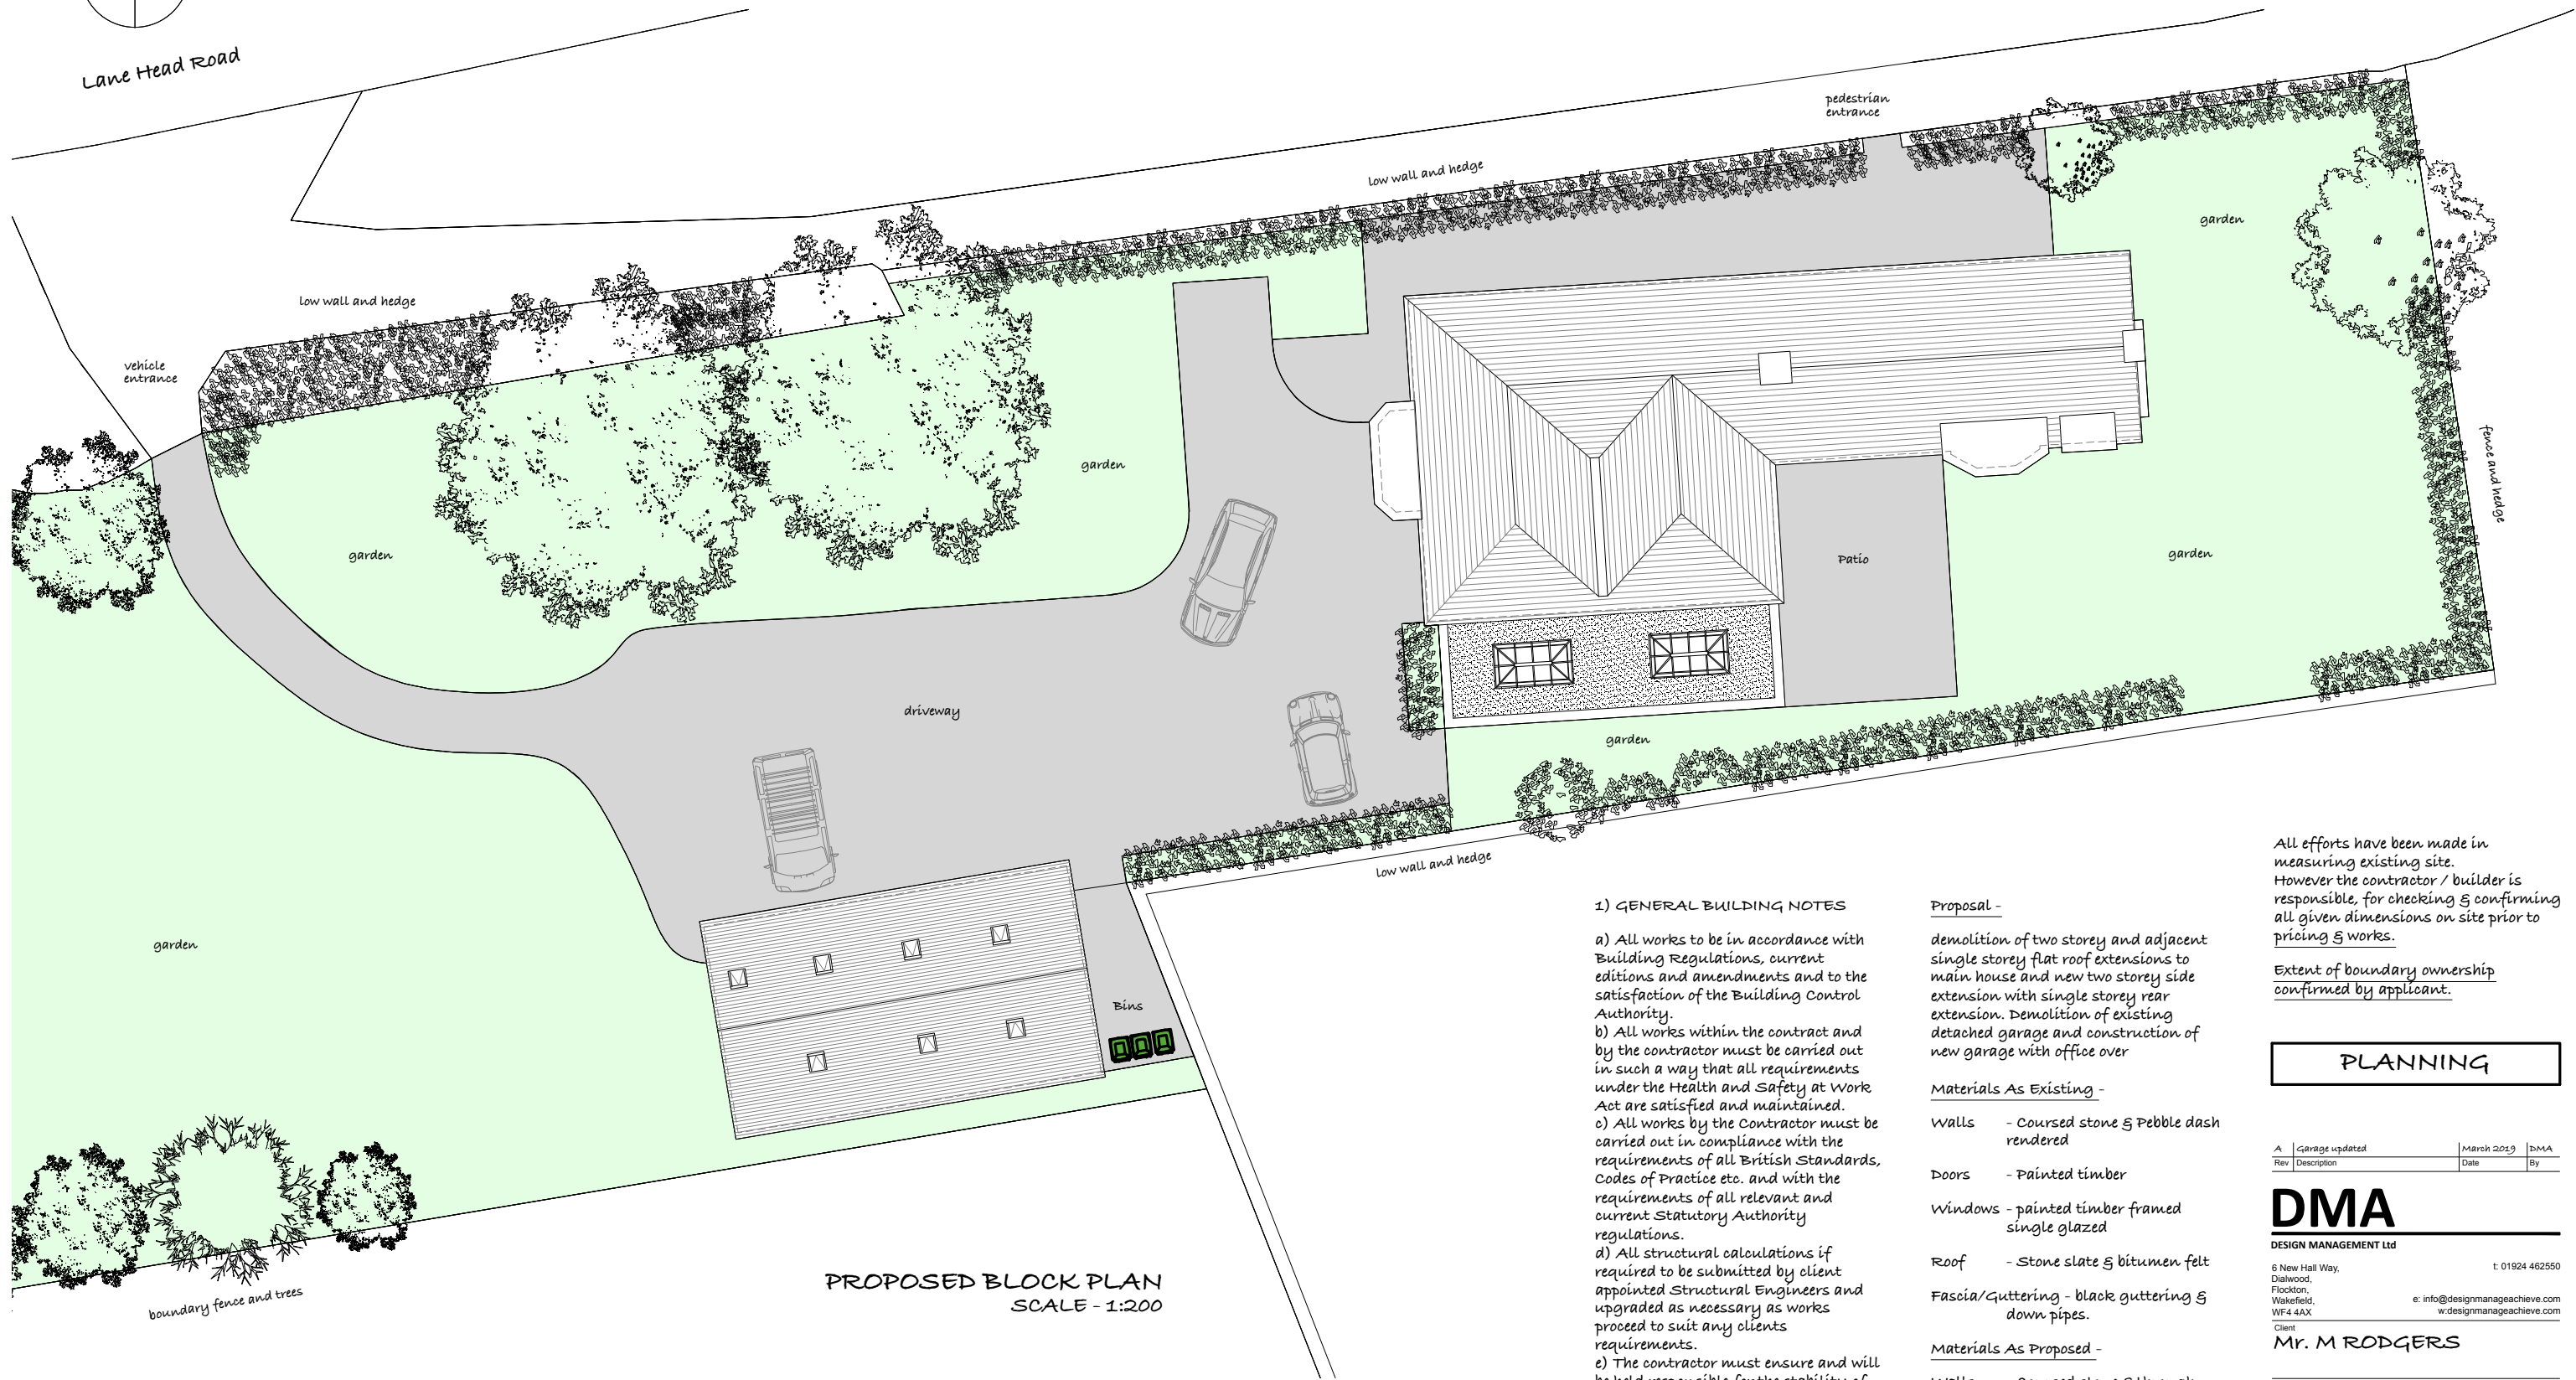 Lane Head Road
pedestrian
entrance
low wall and hedge
garden
low wall and hedge
vehicle
entrance
garden
fence and hedge
garden
Patio
garden
driveway
garden
low wall and hedge
garden
Bins
boundary fence and trees
PROPOSED BLOCK PLAN
SCALE - 1:200
1) GENERAL BUILDING NOTES
a) All works to be in accordance with
Building Regulations, current
editions and amendments and to the
satisfaction of the Building Control
Authority.
b) All works within the contract and
by the contractor must be carried out
in such a way that all requirements
under the Health and Safety at Work
Act are satisfied and maintained.
c) All works by the Contractor must be
carried out in compliance with the
requirements of all British Standards,
Codes of Practice etc. and with the
requirements of all relevant and
current Statutory Authority
regulations.
d) All structural calculations if
required to be submitted by client
appointed Structural Engineers and
upgraded as necessary as works
proceed to suit any clients
requirements.
e) The contractor must ensure and will
Proposal -
demolition of two storey and adjacent
single storey flat roof extensions to
main house and new two storey side
extension with single storey rear
extension. Demolition of existing
detached garage and construction of
new garage with office over
Materials As Existing -
Walls - Coursed stone & Pebble dash
rendered
Doors - Painted timber
Windows - painted timber framed
single glazed
Roof - Stone slate & bitumen felt
Fascia/Guttering - black guttering &
down pipes.
Materials As Proposed -
All efforts have been made in
measuring existing site.
However the contractor / builder is
responsible, for checking & confirming
all given dimensions on site prior to
pricing & works.
Extent of boundary ownership
confirmed by applicant.
PLANNING
A Garage updated March 2019 DMA
Rev Description Date By
DMA
DESIGN MANAGEMENT Ltd
6 New Hall Way, t: 01924 462550
Dialwood,
Flockton,
Wakefield, e: info@designmanageachieve.com
WF4 4AX w:designmanageachieve.com
Client
Mr. M RODGERS